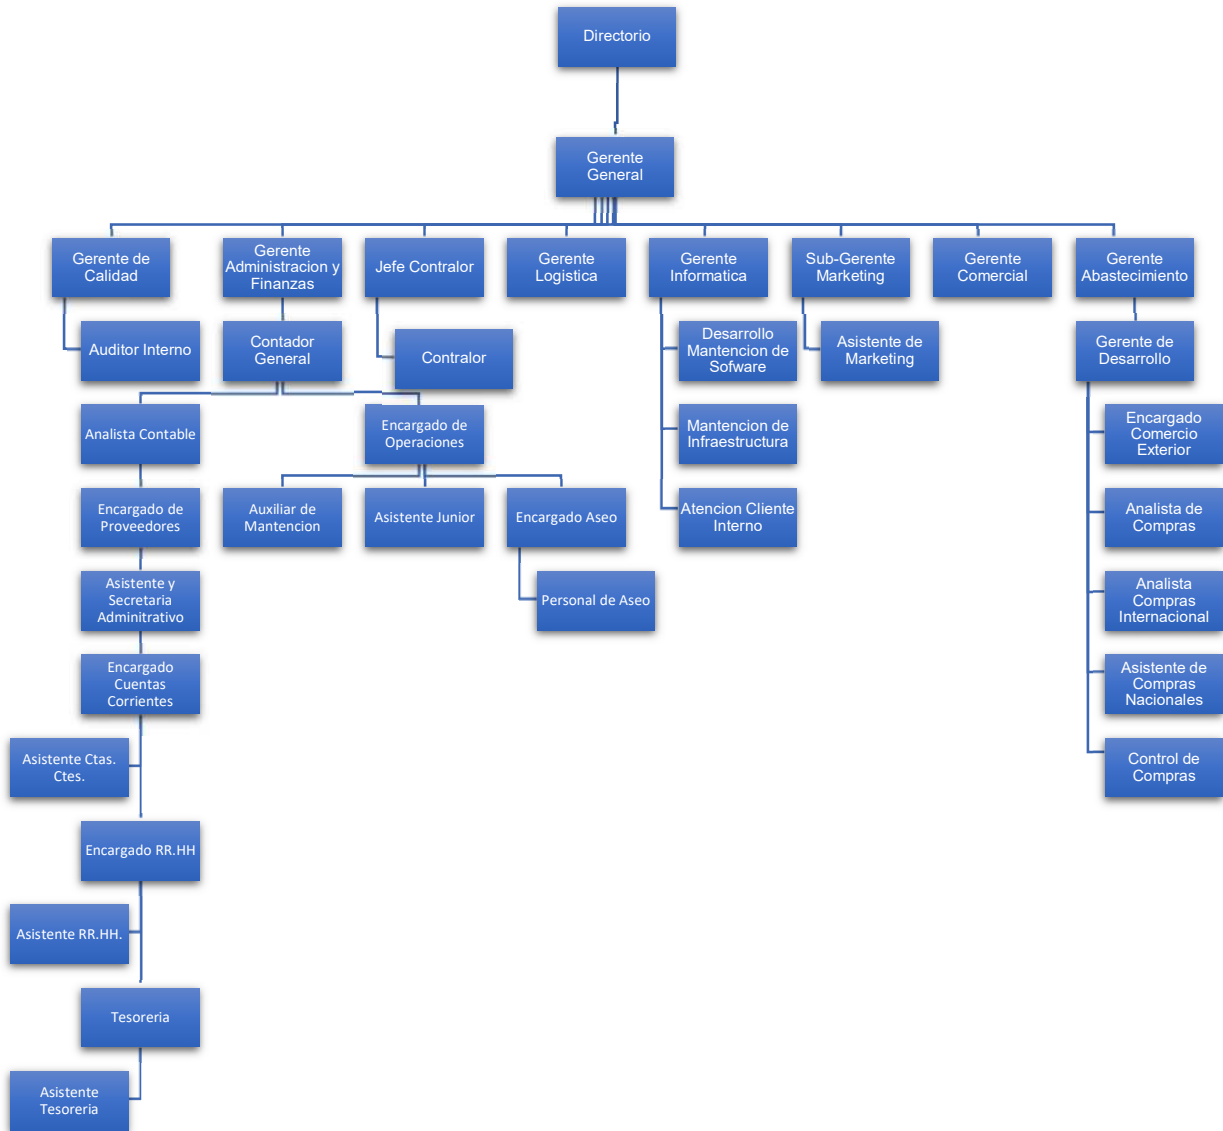 Directorio
Gerente
General
Gerente de
Calidad
Gerente
Administracion y
Finanzas
Jefe Contralor
Gerente
Logistica
Gerente
Informatica
Sub-Gerente
Marketing
Gerente
Comercial
Gerente
Abastecimiento
Auditor Interno
Contador
General
Contralor
Desarrollo
Mantencion de
Sofware
Asistente de
Marketing
Gerente de
Desarrollo
Analista Contable
Encargado de
Operaciones
Mantencion de
Infraestructura
Encargado
Comercio
Exterior
Encargado de
Proveedores
Auxiliar de
Mantencion
Asistente Junior
Encargado Aseo
Atencion Cliente
Interno
Analista de
Compras
Asistente y
Secretaria
Adminitrativo
Personal de Aseo
Analista
Compras
Internacional
Encargado
Cuentas
Corrientes
Asistente de
Compras
Nacionales
Asistente Ctas.
Ctes.
Control de
Compras
Encargado RR.HH
Asistente RR.HH.
Tesoreria
Asistente
Tesoreria